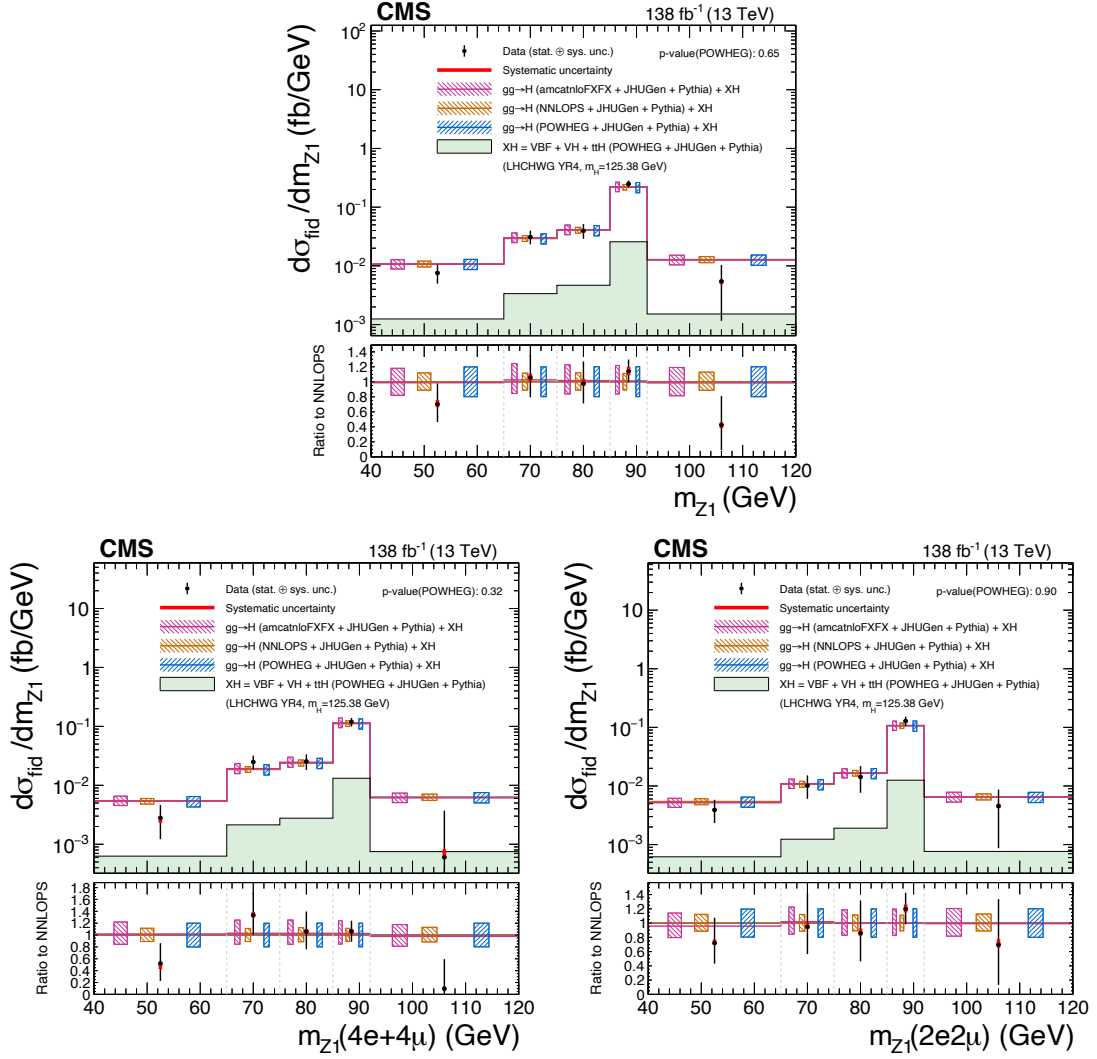 CMS 138 fb⁻¹ (13 TeV)
dσ_fid/dm_Z1 (fb/GeV)
10²
10
1
10⁻¹
10⁻²
10⁻³
Data (stat. ⊕ sys. unc.) p-value(POWHEG): 0.65
Systematic uncertainty
gg→H (amcatnloFXFX + JHUGen + Pythia) + XH
gg→H (NNLOPS + JHUGen + Pythia) + XH
gg→H (POWHEG + JHUGen + Pythia) + XH
XH = VBF + VH + ttH (POWHEG + JHUGen + Pythia)
(LHCHWG YR4, m_H=125.38 GeV)
Ratio to NNLOPS
1.4
1.2
1
0.8
0.6
0.4
0.2
0
40 50 60 70 80 90 100 110 120
m_Z1 (GeV)
CMS 138 fb⁻¹ (13 TeV)
dσ_fid/dm_Z1 (fb/GeV)
10
1
10⁻¹
10⁻²
10⁻³
Data (stat. ⊕ sys. unc.) p-value(POWHEG): 0.32
Systematic uncertainty
gg→H (amcatnloFXFX + JHUGen + Pythia) + XH
gg→H (NNLOPS + JHUGen + Pythia) + XH
gg→H (POWHEG + JHUGen + Pythia) + XH
XH = VBF + VH + ttH (POWHEG + JHUGen + Pythia)
(LHCHWG YR4, m_H=125.38 GeV)
Ratio to NNLOPS
1.8
1.6
1.4
1.2
1
0.8
0.6
0.4
0.2
0
40 50 60 70 80 90 100 110 120
m_Z1(4e+4μ) (GeV)
CMS 138 fb⁻¹ (13 TeV)
dσ_fid/dm_Z1 (fb/GeV)
10
1
10⁻¹
10⁻²
10⁻³
Data (stat. ⊕ sys. unc.) p-value(POWHEG): 0.90
Systematic uncertainty
gg→H (amcatnloFXFX + JHUGen + Pythia) + XH
gg→H (NNLOPS + JHUGen + Pythia) + XH
gg→H (POWHEG + JHUGen + Pythia) + XH
XH = VBF + VH + ttH (POWHEG + JHUGen + Pythia)
(LHCHWG YR4, m_H=125.38 GeV)
Ratio to NNLOPS
1.4
1.2
1
0.8
0.6
0.4
0.2
0
40 50 60 70 80 90 100 110 120
m_Z1(2e2μ) (GeV)